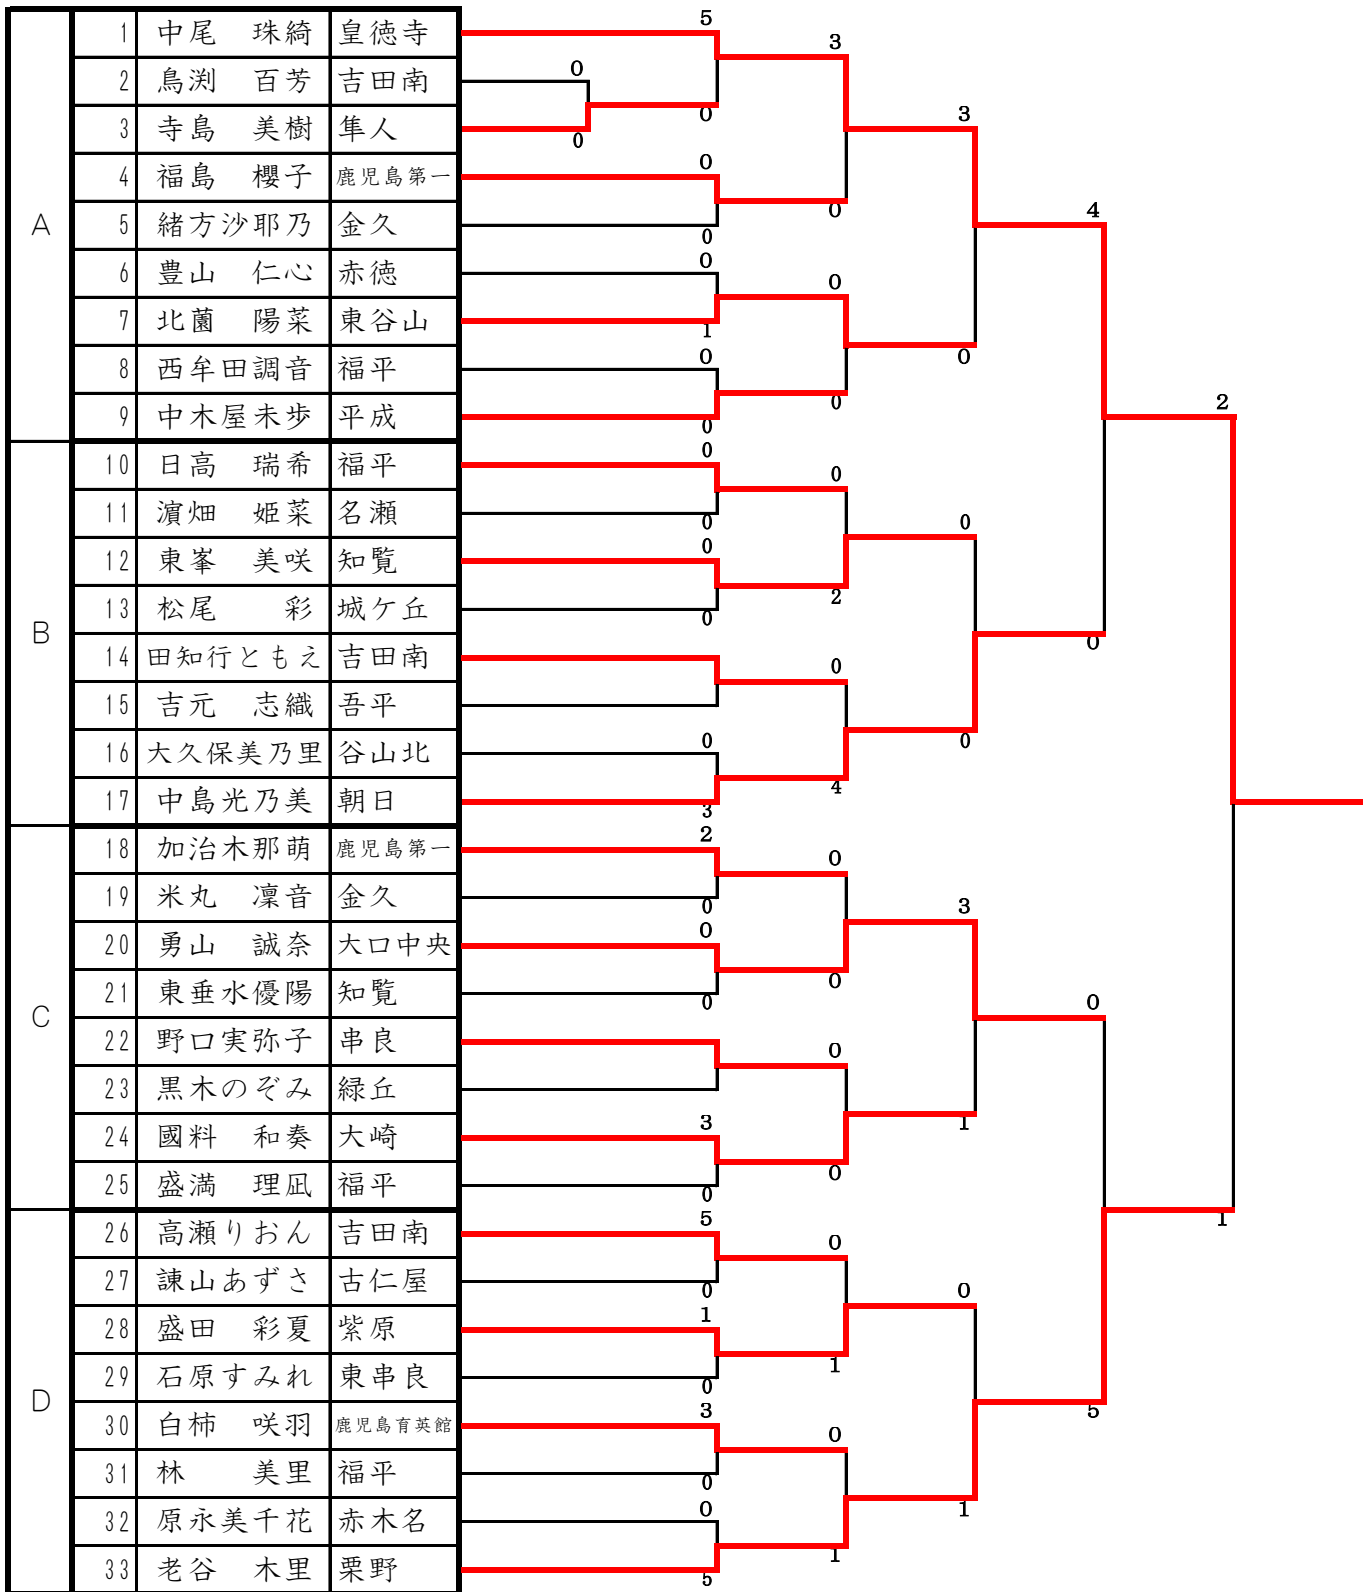 A
1 中尾　珠綺 皇徳寺
2 鳥渕　百芳 吉田南
3 寺島　美樹 隼人
4 福島　櫻子 鹿児島第一
5 緒方沙耶乃 金久
6 豊山　仁心 赤徳
7 北薗　陽菜 東谷山
8 西牟田調音 福平
9 中木屋未歩 平成
B
10 日高　瑞希 福平
11 濵畑　姫菜 名瀬
12 東峯　美咲 知覧
13 松尾　　彩 城ケ丘
14 田知行ともえ 吉田南
15 吉元　志織 吾平
16 大久保美乃里 谷山北
17 中島光乃美 朝日
C
18 加治木那萌 鹿児島第一
19 米丸　凜音 金久
20 勇山　誠奈 大口中央
21 東垂水優陽 知覧
22 野口実弥子 串良
23 黒木のぞみ 緑丘
24 國料　和奏 大崎
25 盛満　理凪 福平
D
26 高瀬りおん 吉田南
27 諌山あずさ 古仁屋
28 盛田　彩夏 紫原
29 石原すみれ 東串良
30 白柿　咲羽 鹿児島育英館
31 林　　美里 福平
32 原永美千花 赤木名
33 老谷　木里 栗野
0
0
5
0
0
0
0
1
0
0
0
0
0
0
0
3
2
0
0
0
3
0
5
0
1
0
3
0
0
5
3
0
0
0
0
2
0
4
0
0
0
0
0
1
0
1
3
0
0
0
3
1
0
1
4
0
0
5
2
1